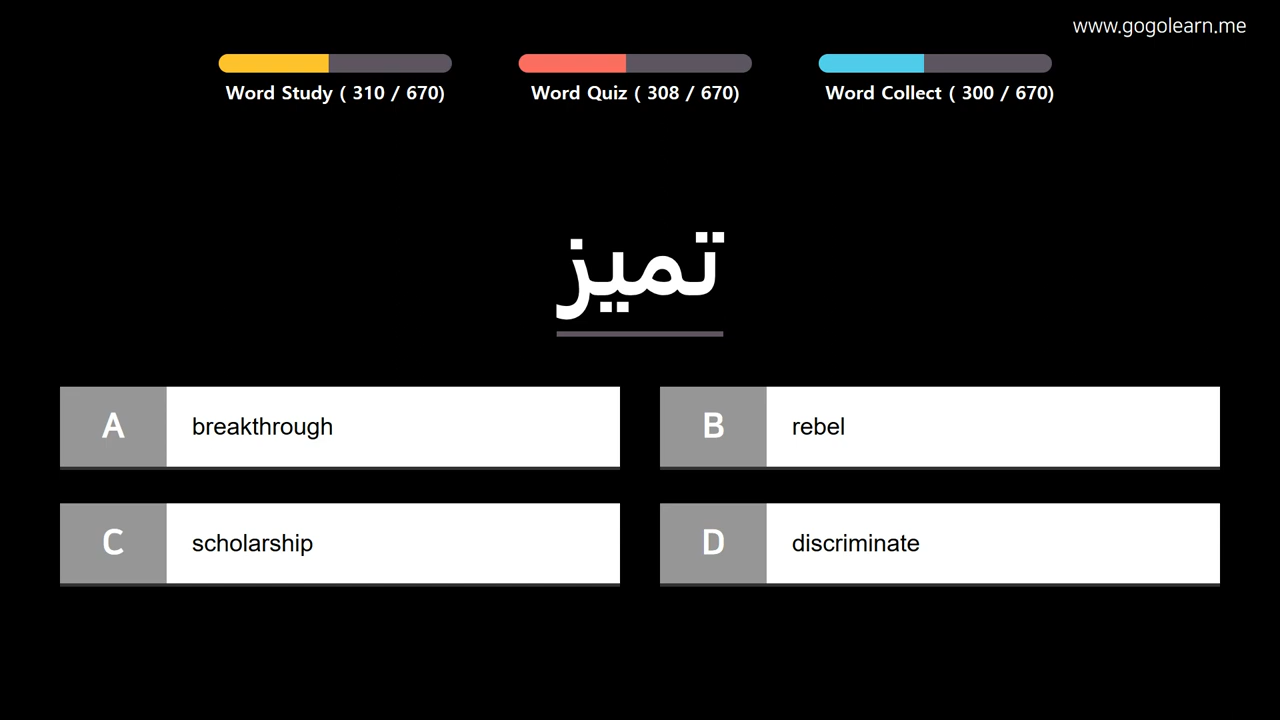 www.gogolearn.me
Word Study ( 310 / 670)
Word Quiz ( 308 / 670)
Word Collect ( 300 / 670)
تميز
A breakthrough
B rebel
C scholarship
D discriminate